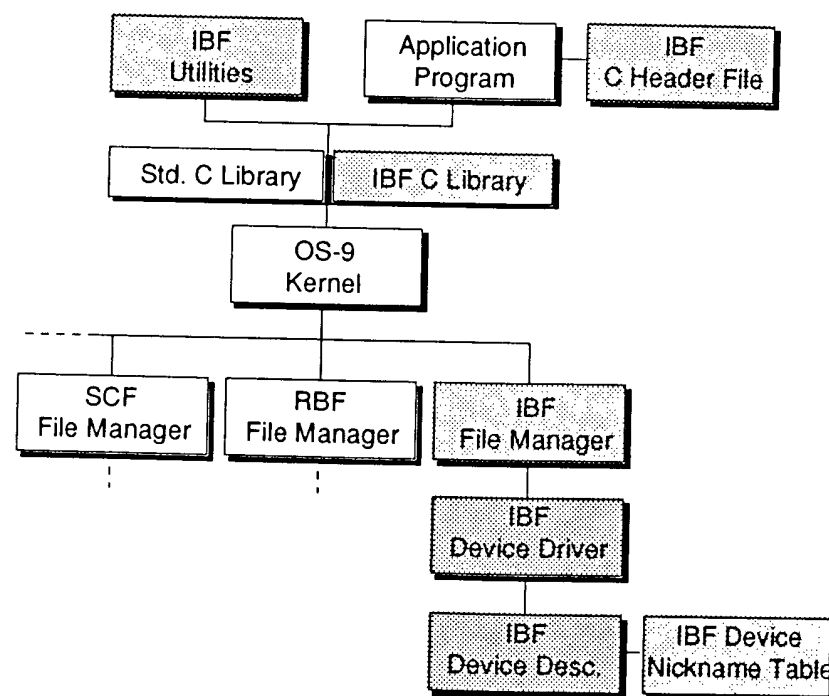 IBF
Utilities
Application
Program
IBF
C Header File
Std. C Library
IBF C Library
OS-9
Kernel
SCF
File Manager
RBF
File Manager
IBF
File Manager
IBF
Device Driver
IBF
Device Desc.
IBF Device
Nickname Table